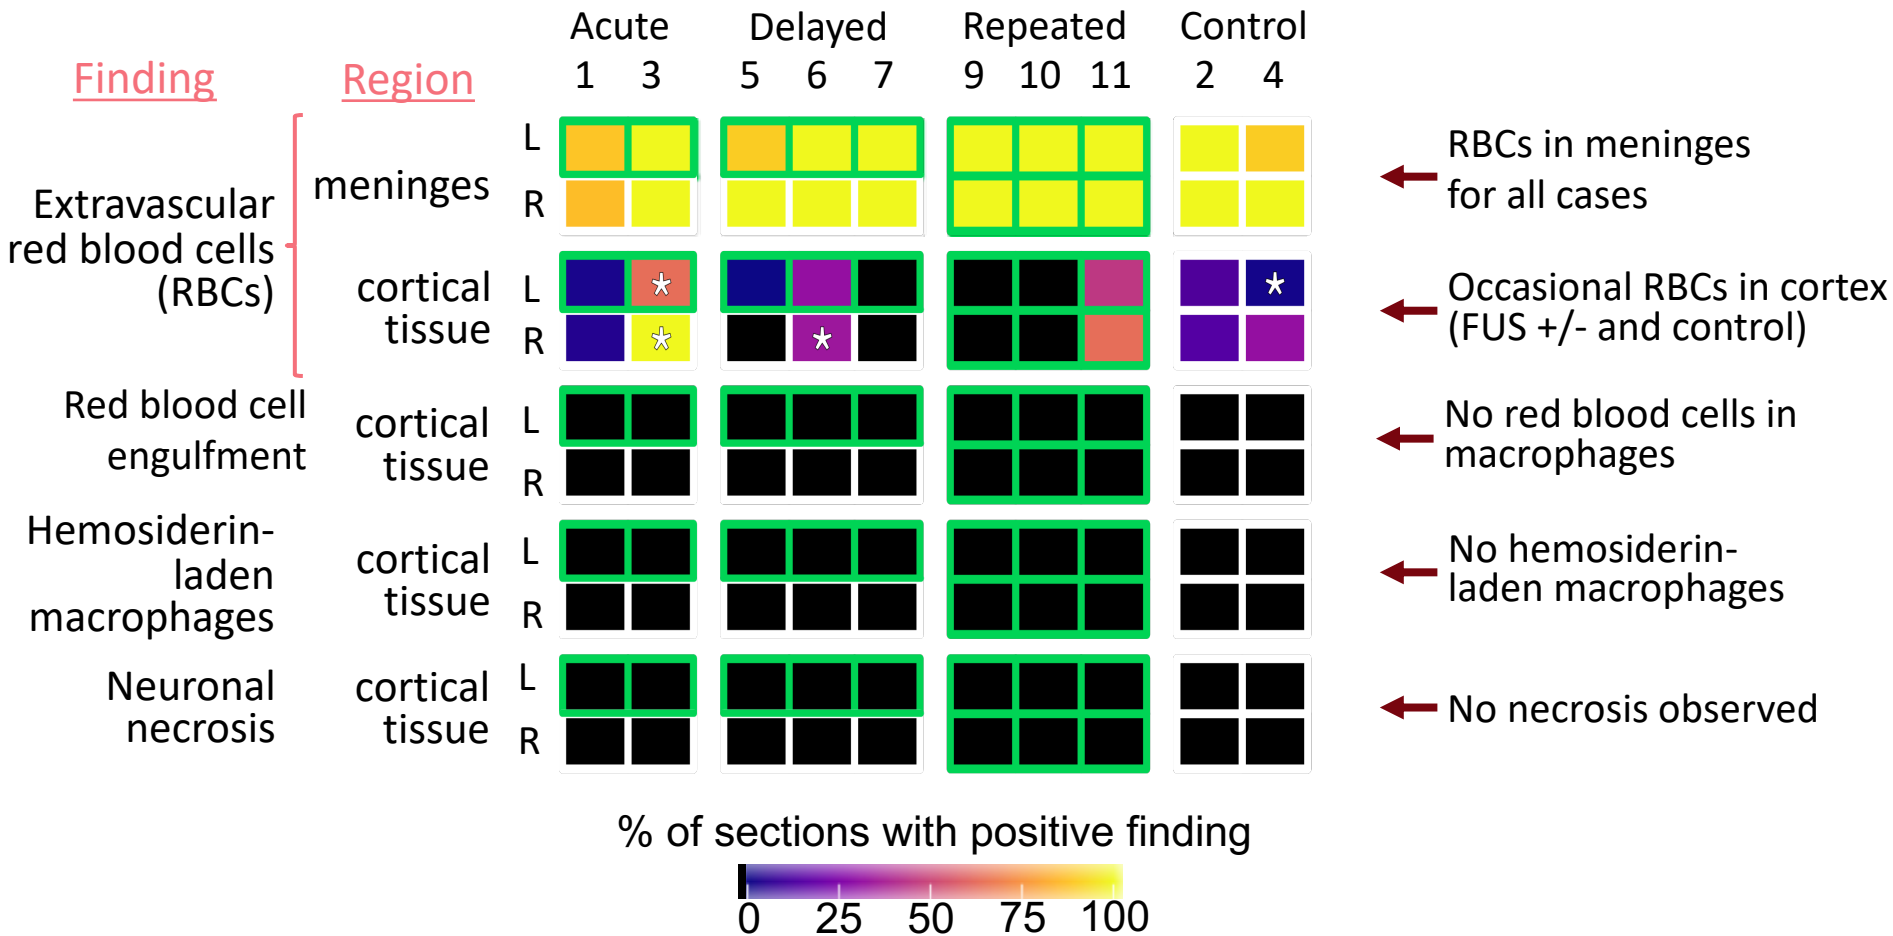 Acute Delayed Repeated Control
Finding Region 1 3 5 6 7 9 10 11 2 4
Extravascular
red blood cells
(RBCs)
meninges
L
R
RBCs in meninges
for all cases
cortical
tissue
L
* *
R
* *
Occasional RBCs in cortex
(FUS +/- and control)
Red blood cell
engulfment
cortical
tissue
L
R
No red blood cells in
macrophages
Hemosiderin-
laden
macrophages
cortical
tissue
L
R
No hemosiderin-
laden macrophages
Neuronal
necrosis
cortical
tissue
L
R
No necrosis observed
% of sections with positive finding
0 25 50 75 100